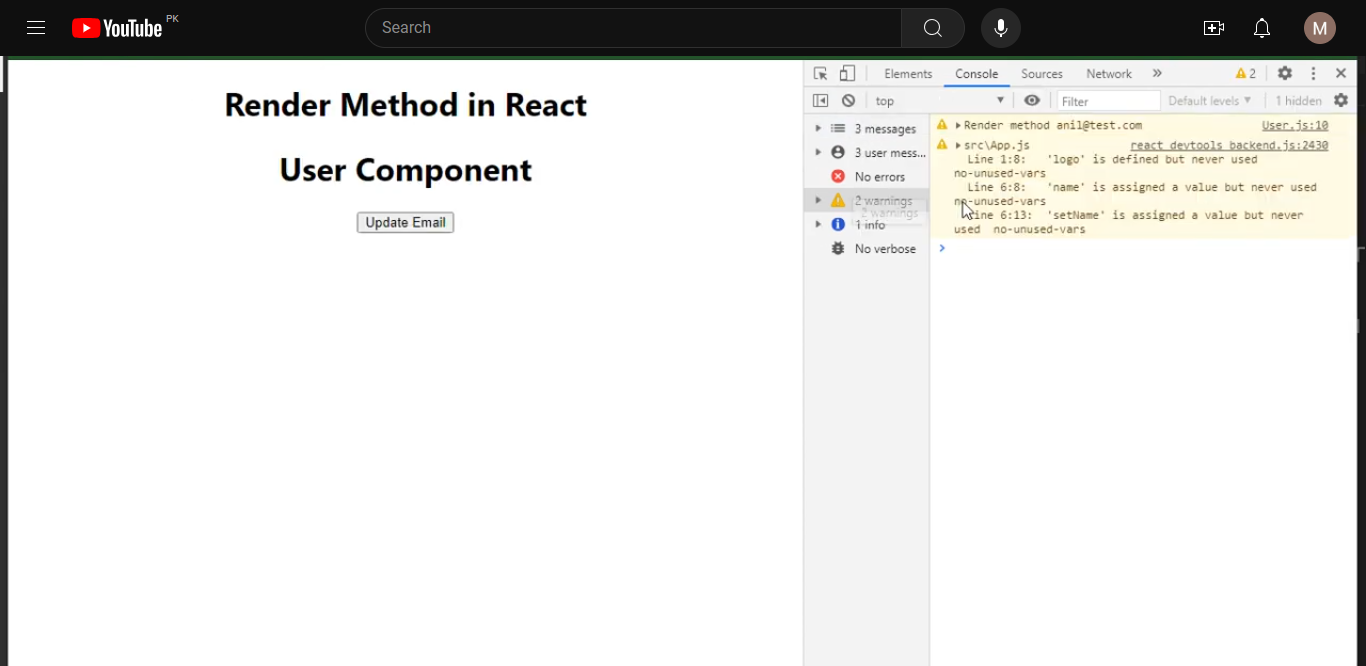 YouTube PK
Search
M
Render Method in React
User Component
Update Email
Elements Console Sources Network » 2
top Filter Default levels 1 hidden
3 messages
3 user mess...
No errors
2 warnings
2 warnings
1 info
No verbose
Render method anil@test.com User.js:10
src\App.js react_devtools_backend.js:2430
Line 1:8: 'logo' is defined but never used
no-unused-vars
Line 6:8: 'name' is assigned a value but never used
no-unused-vars
Line 6:13: 'setName' is assigned a value but never
used no-unused-vars